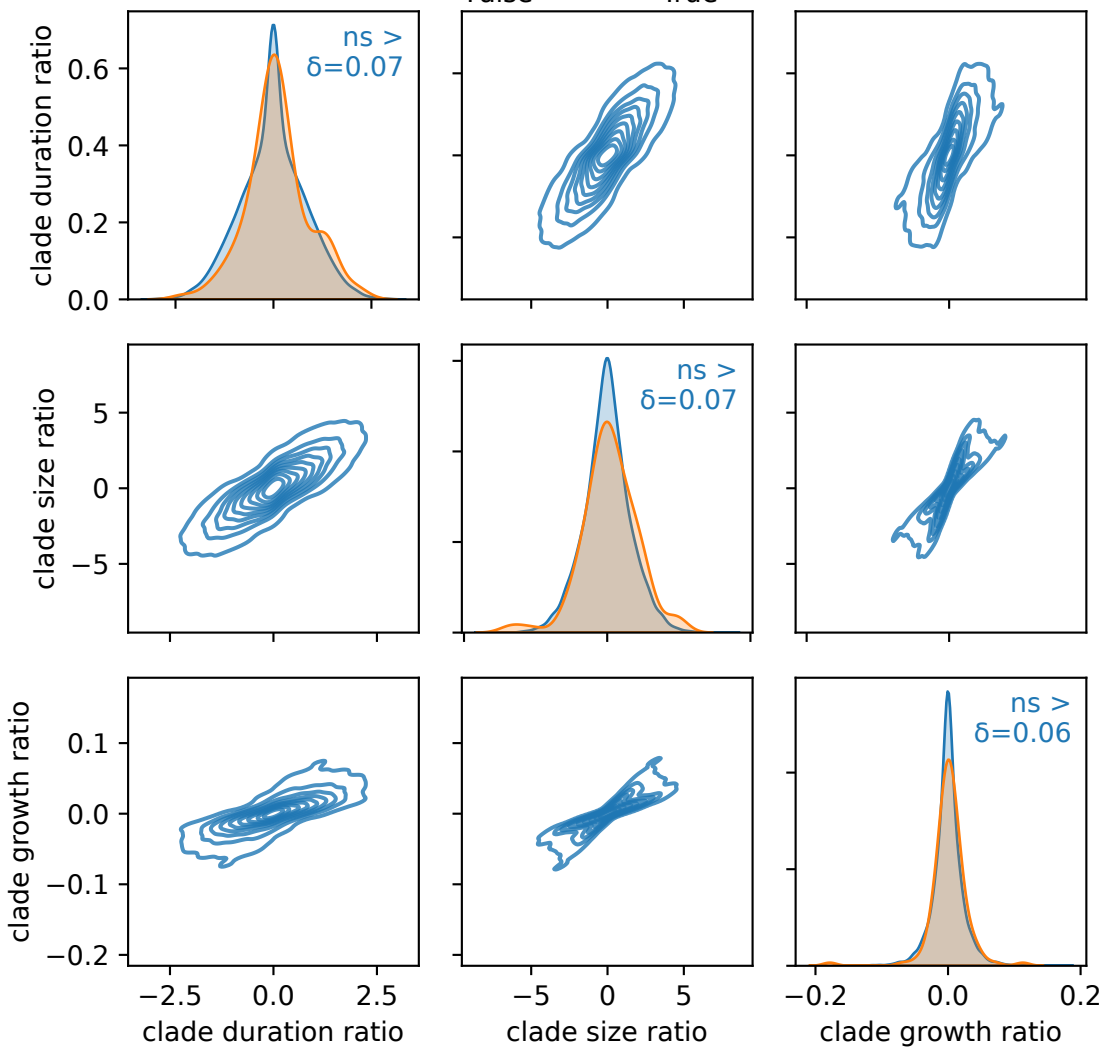 True
ns >
δ=0.07
clade duration ratio
0.6
0.4
0.2
0.0
ns >
δ=0.07
clade size ratio
5
0
−5
ns >
δ=0.06
clade growth ratio
0.1
0.0
−0.1
−0.2
−2.5 0.0 2.5
−5 0 5
−0.2 0.0 0.2
clade duration ratio
clade size ratio
clade growth ratio